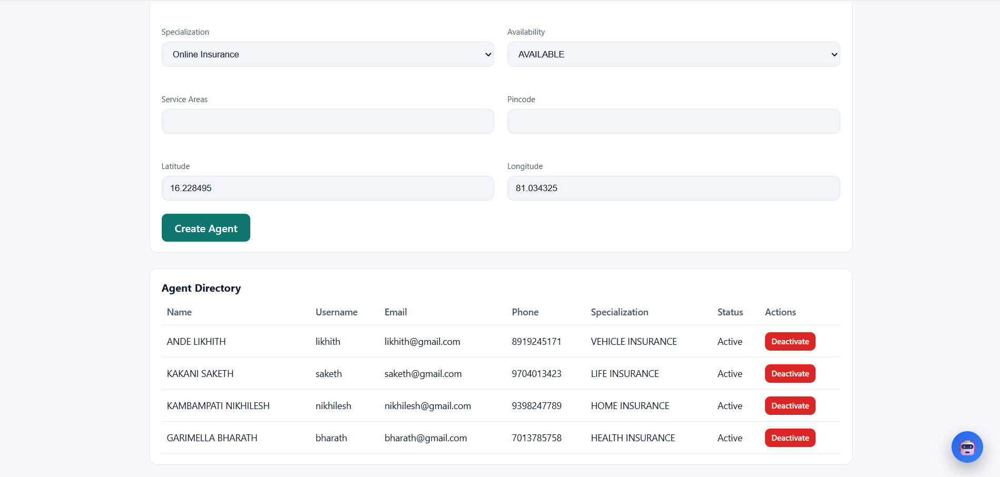 Specialization Availability
Online Insurance AVAILABLE
Service Areas Pincode
Latitude Longitude
16.228495 81.034325
Create Agent
Agent Directory
Name Username Email Phone Specialization Status Actions
ANDE LIKHITH likhith likhith@gmail.com 8919245171 VEHICLE INSURANCE Active Deactivate
KAKANI SAKETH saketh saketh@gmail.com 9704013423 LIFE INSURANCE Active Deactivate
KAMBAMPATI NIKHILESH nikhilesh nikhilesh@gmail.com 9398247789 HOME INSURANCE Active Deactivate
GARIMELLA BHARATH bharath bharath@gmail.com 7013785758 HEALTH INSURANCE Active Deactivate